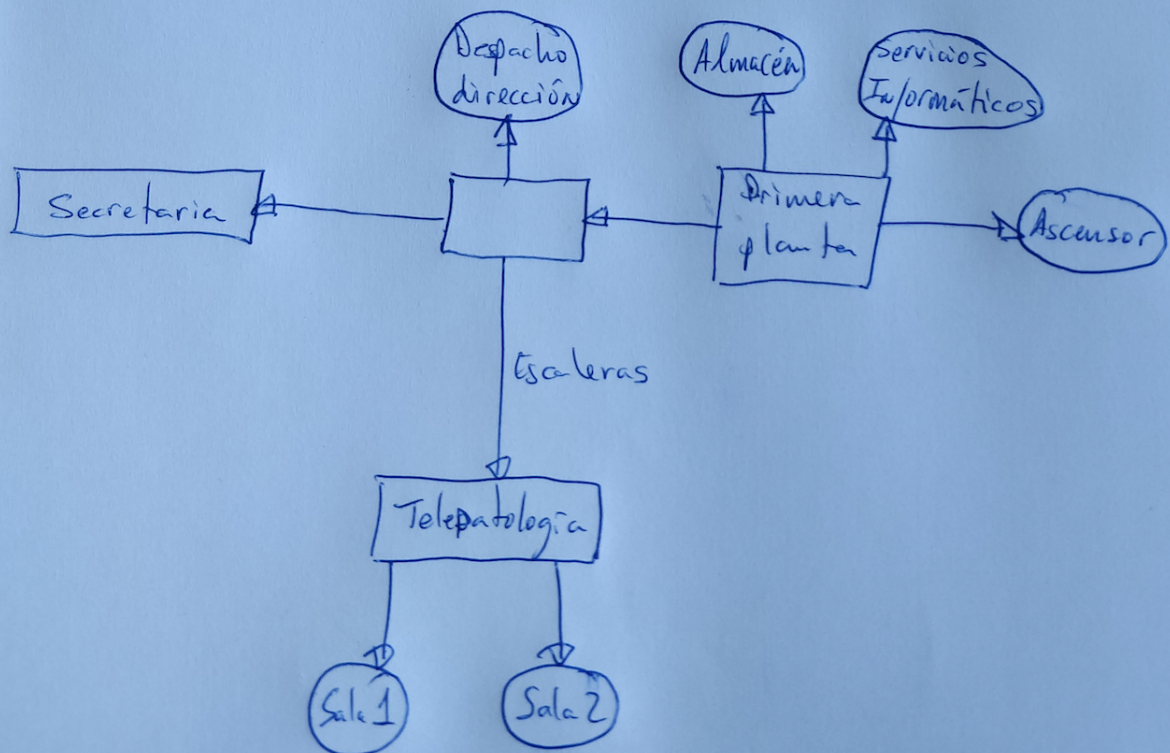 Despacho
dirección
Almacén
Servicios
Informáticos
Secretaria
Primera
planta
Ascensor
Escaleras
Telepatología
Sala 1
Sala 2